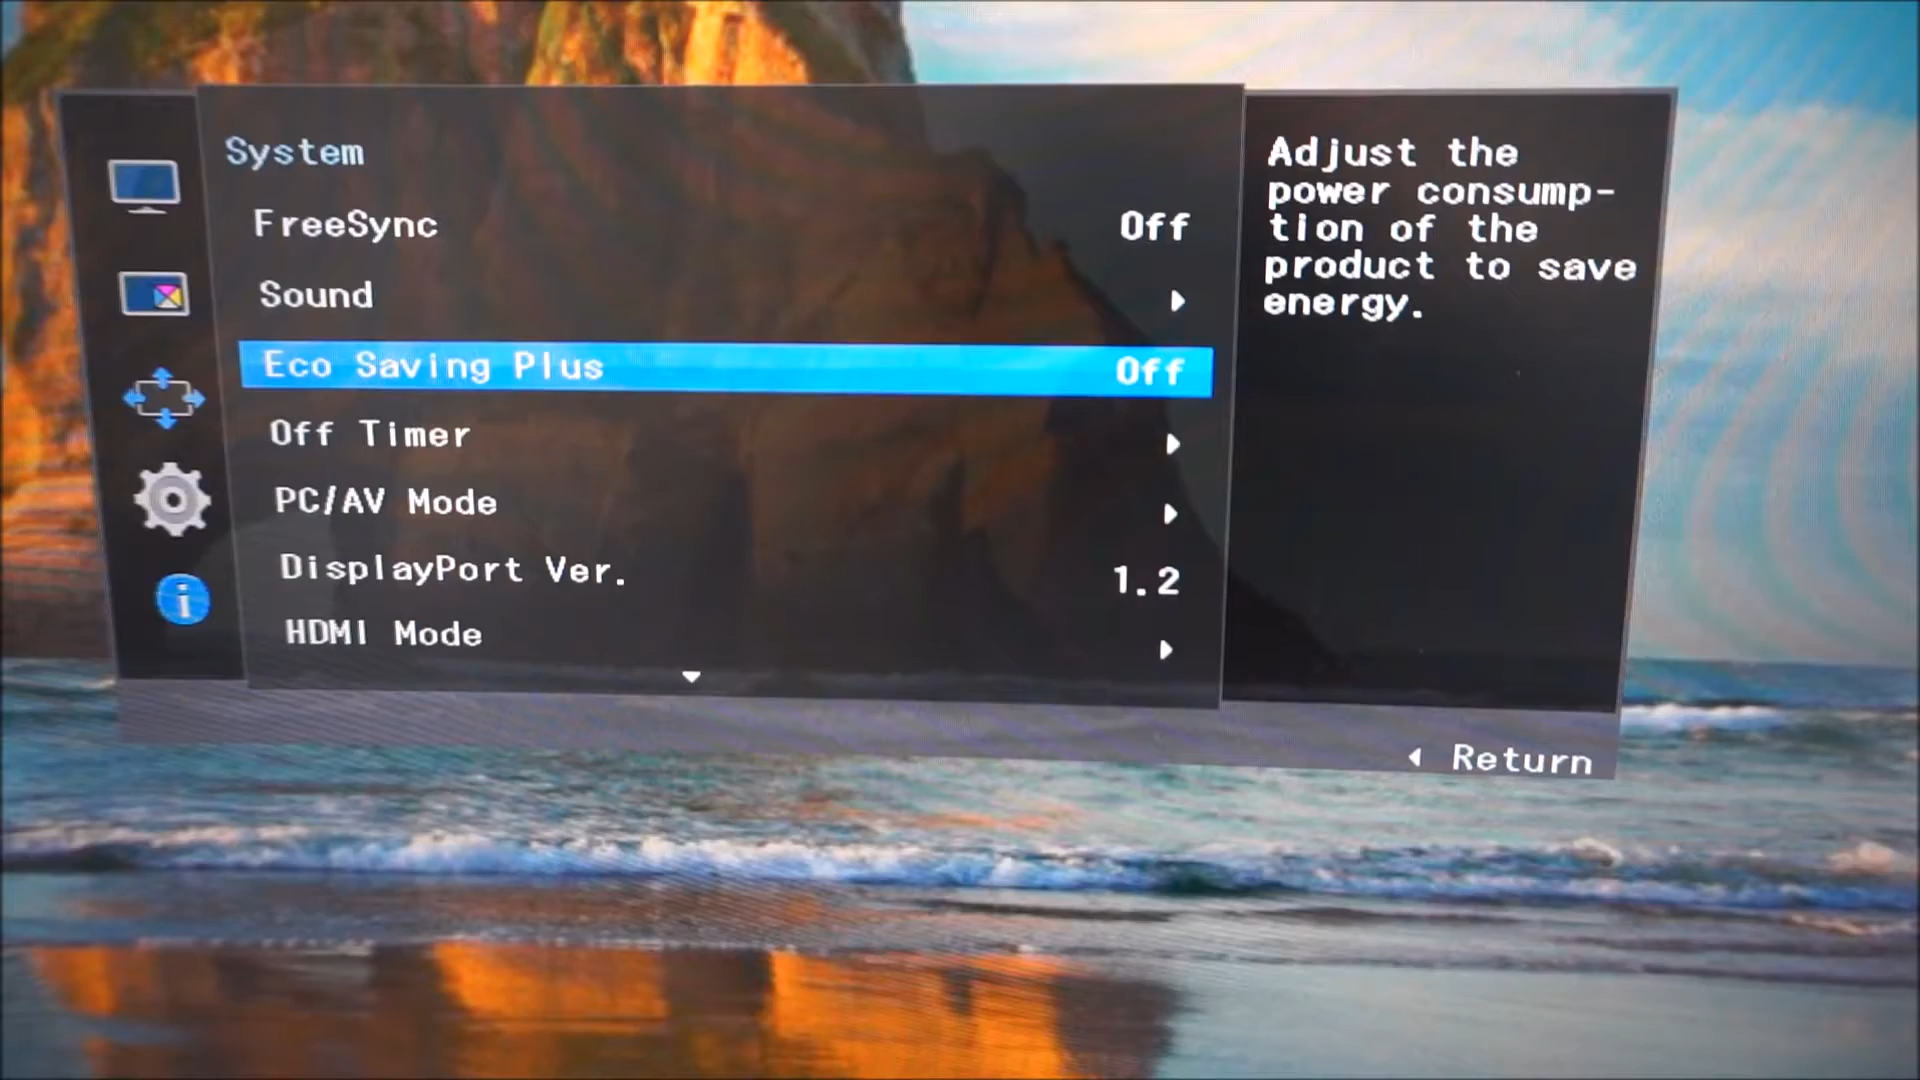 System
FreeSync Off
Sound
Eco Saving Plus Off
Off Timer
PC/AV Mode
DisplayPort Ver. 1.2
HDMI Mode
Adjust the
power consump-
tion of the
product to save
energy.
Return